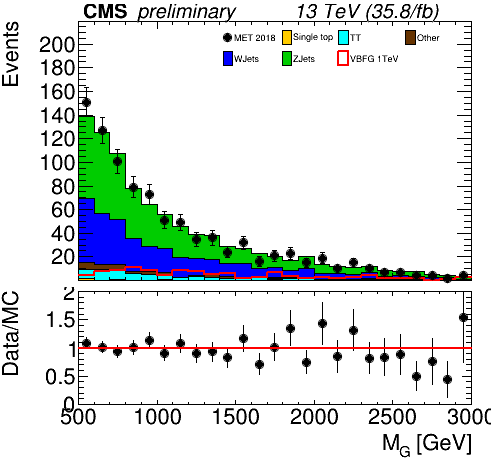 CMS preliminary 13 TeV (35.8/fb)
Events
MET 2018 Single top TT Other
WJets ZJets VBFG 1TeV
200
180
160
140
120
100
80
60
40
20
Data/MC
2
1.5
1
0.5
0
500 1000 1500 2000 2500 3000
M_G [GeV]